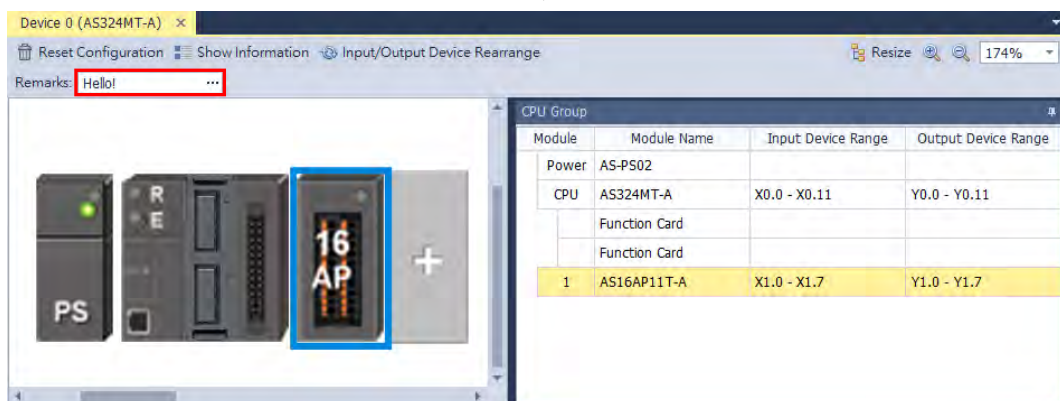 Device 0 (AS324MT-A) ×
Reset Configuration Show Information Input/Output Device Rearrange Resize 174%
Remarks: Hello! ...
CPU Group
Module Module Name Input Device Range Output Device Range
Power AS-PS02
CPU AS324MT-A X0.0 - X0.11 Y0.0 - Y0.11
Function Card
Function Card
1 AS16AP11T-A X1.0 - X1.7 Y1.0 - Y1.7
R
E
16
AP
+
PS